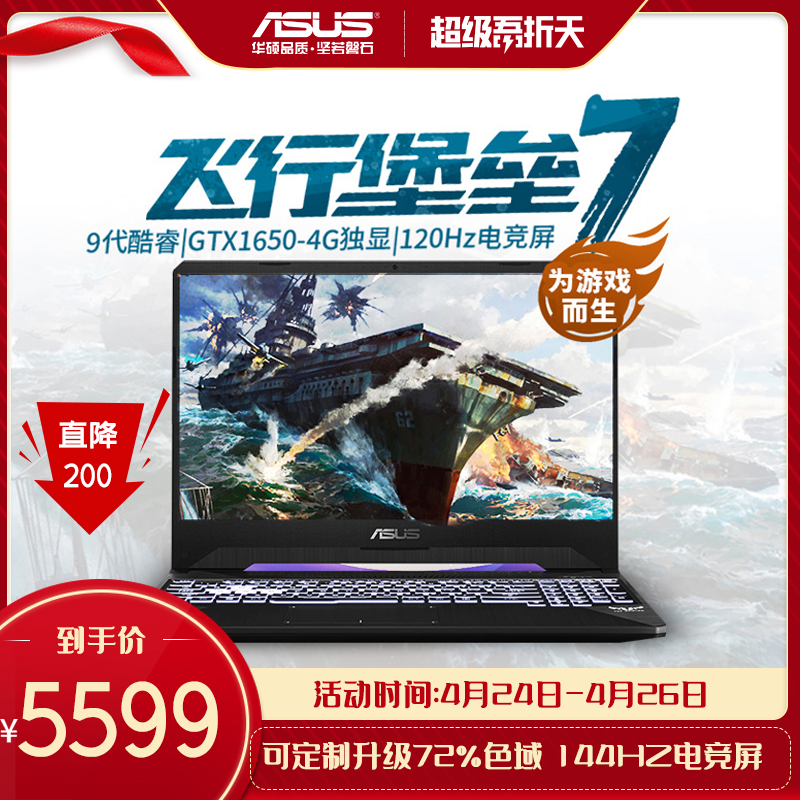 ASUS
华硕品质·坚若磐石
超级吾折天
飞行堡垒7
9代酷睿|GTX1650-4G独显|120Hz电竞屏
为游戏
而生
直降
200
62
ASUS
到手价
¥5599
活动时间:4月24日-4月26日
可定制升级72%色域 144HZ电竞屏